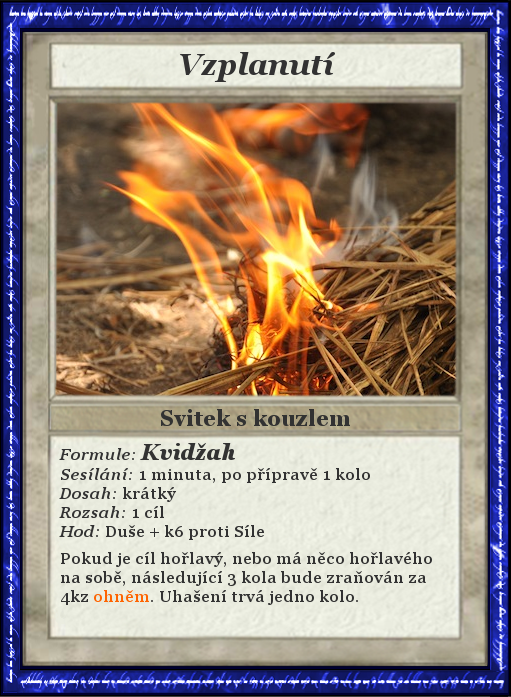 Vzplanutí
Svitek s kouzlem
Formule: Kvidžah
Sesílání: 1 minuta, po přípravě 1 kolo
Dosah: krátký
Rozsah: 1 cíl
Hod: Duše + k6 proti Síle
Pokud je cíl hořlavý, nebo má něco hořlavého
na sobě, následující 3 kola bude zraňován za
4kz ohněm. Uhašení trvá jedno kolo.